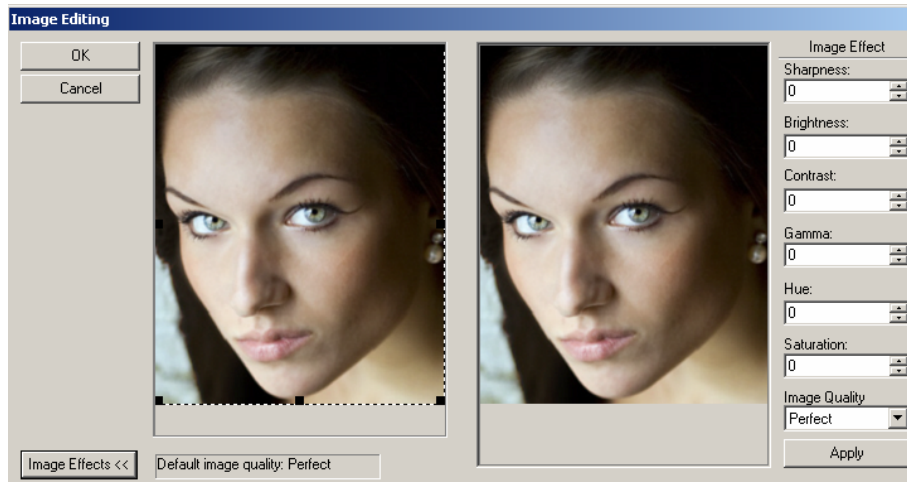 Image Editing
OK
Cancel
Image Effect
Sharpness:
0
Brightness:
0
Contrast:
0
Gamma:
0
Hue:
0
Saturation:
0
Image Quality
Perfect
Apply
Image Effects <<
Default image quality: Perfect